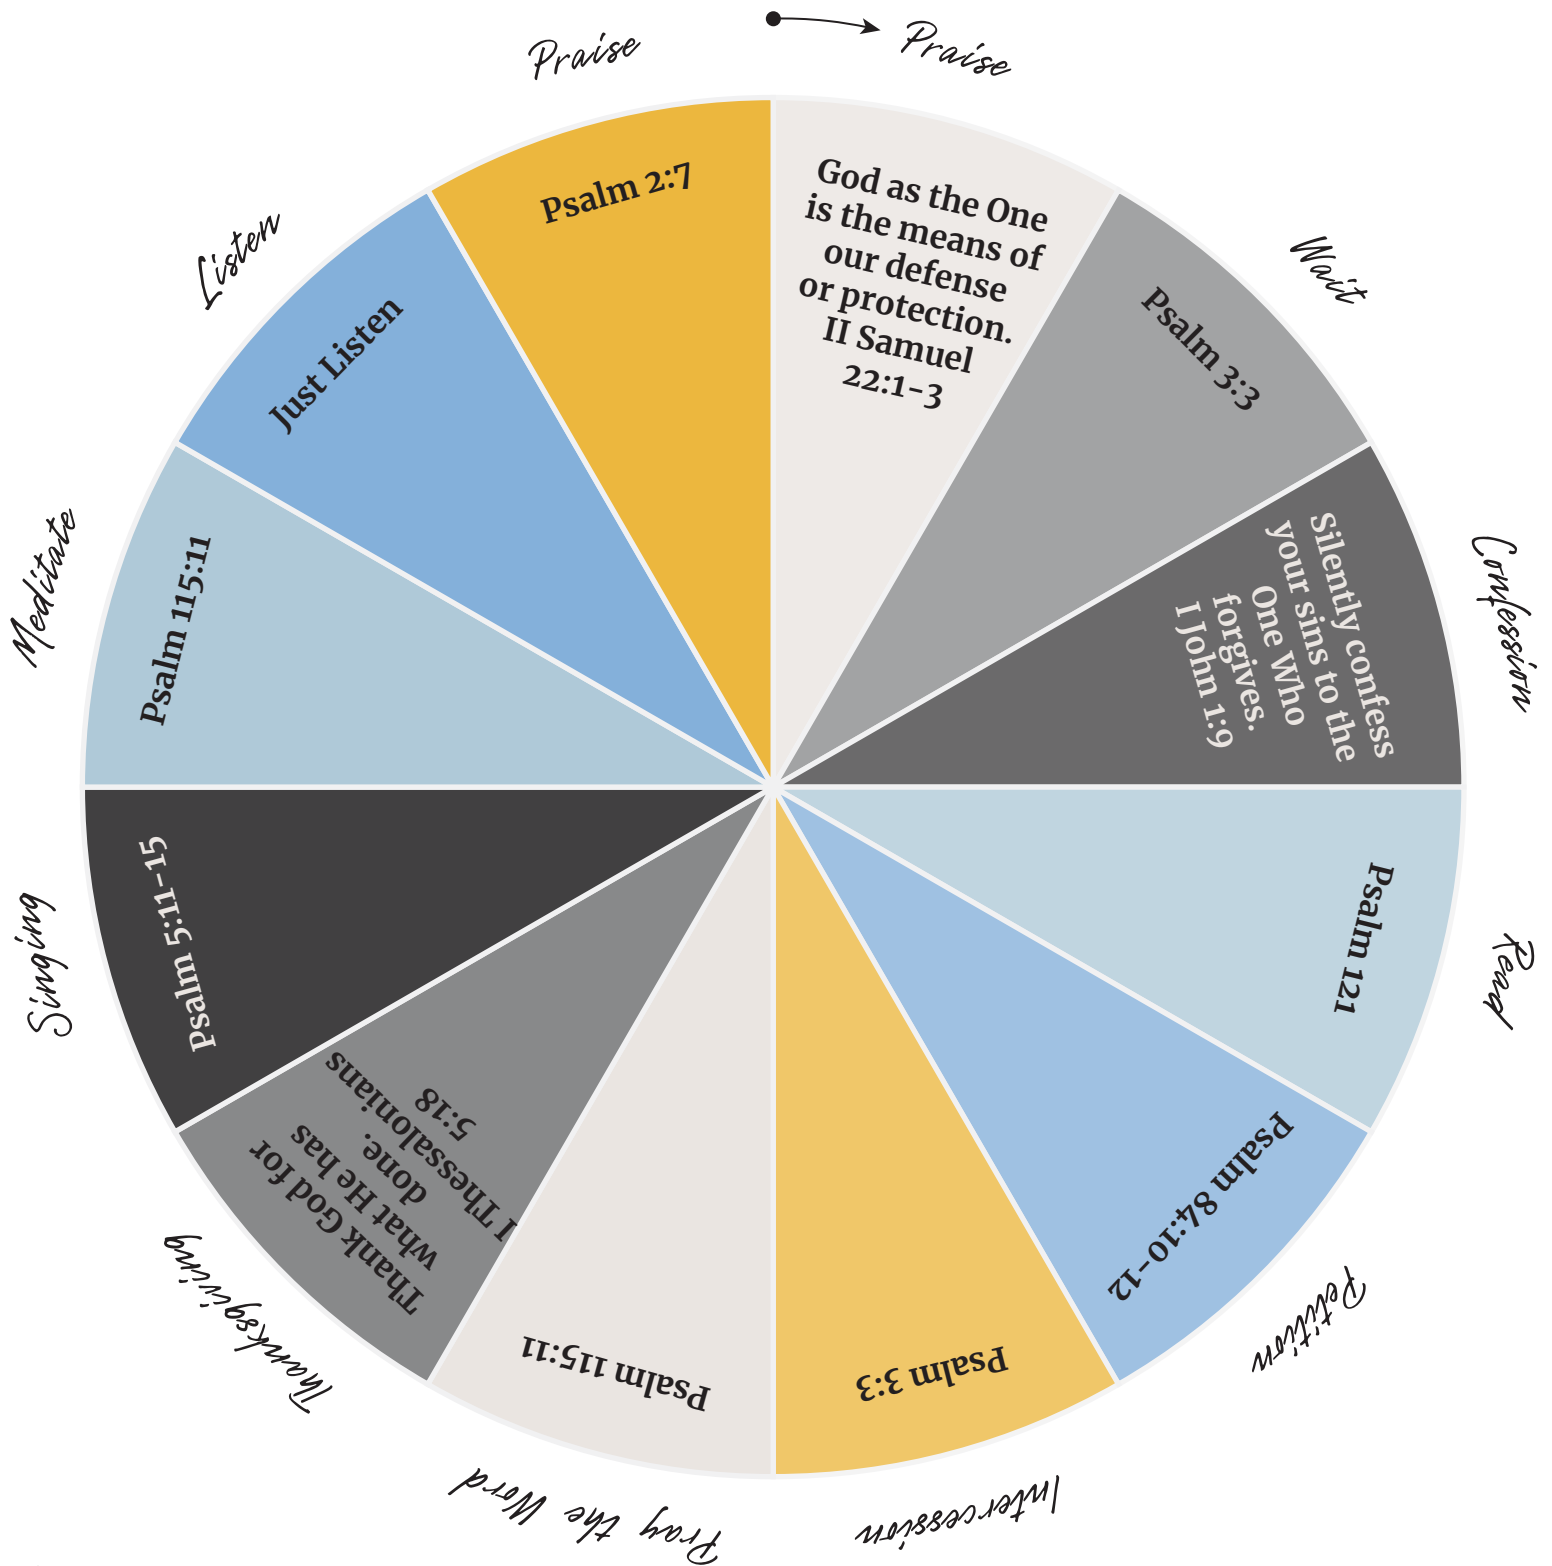 Praise
God as the One
is the means of
our defense
or protection.
II Samuel
22:1–3
Wait
Psalm 3:3
Confession
Silently confess
your sins to the
One Who
forgives.
I John 1:9
Read
Psalm 121
Petition
Psalm 84:10–12
Intercession
Psalm 3:3
Pray the Word
Psalm 115:11
Thanksgiving
Thank God for
what He has
done.
I Thessalonians
5:18
Singing
Psalm 5:11–15
Meditate
Psalm 115:11
Listen
Just Listen
Praise
Psalm 2:7